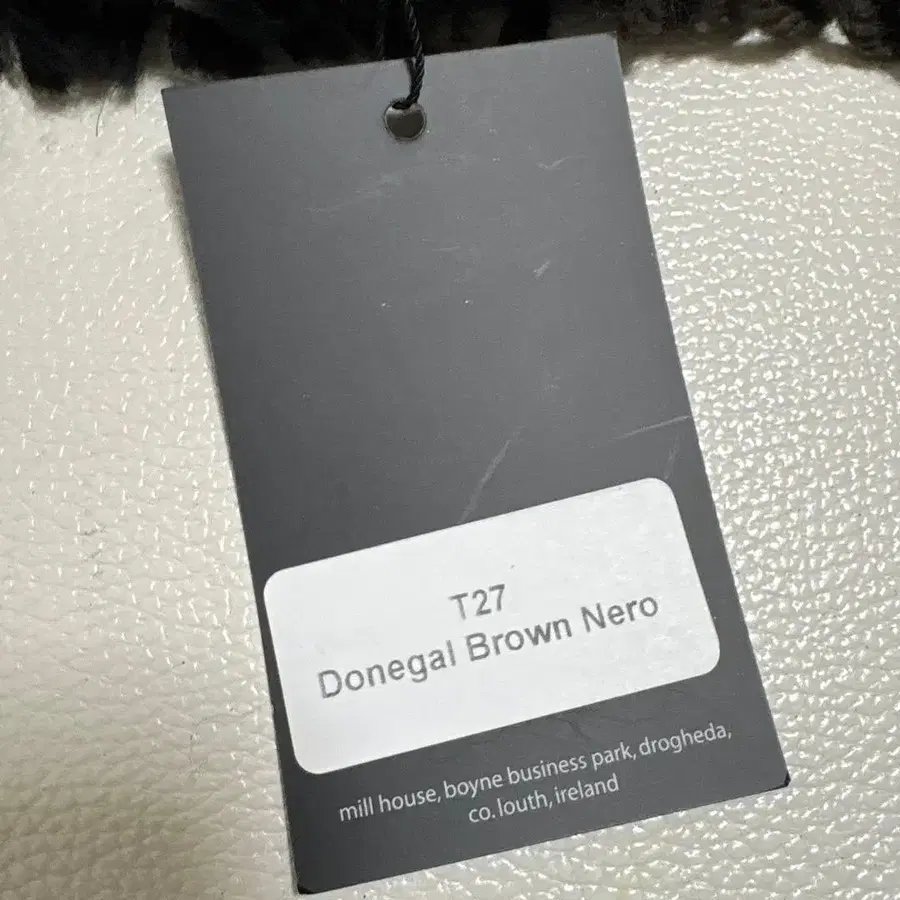 T27
Donegal Brown Nero
mill house, boyne business park, drogheda,
co. louth, ireland